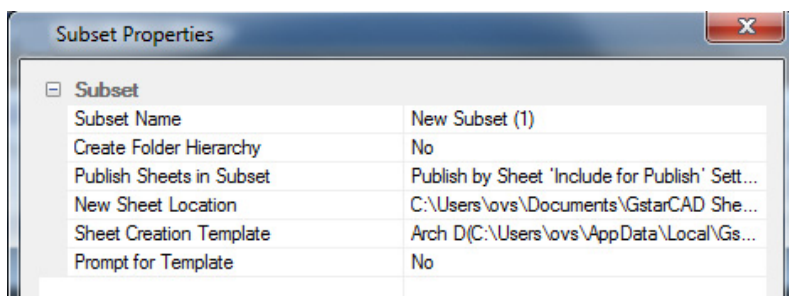 Subset Properties
Subset
Subset Name New Subset (1)
Create Folder Hierarchy No
Publish Sheets in Subset Publish by Sheet 'Include for Publish' Sett...
New Sheet Location C:\Users\ovs\Documents\GstarCAD She...
Sheet Creation Template Arch D(C:\Users\ovs\AppData\Local\Gs...
Prompt for Template No